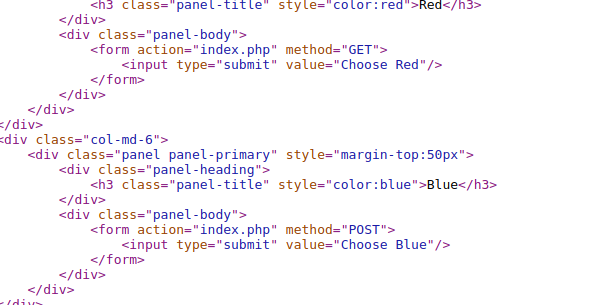 <h3 class="panel-title" style="color:red">Red</h3>
</div>
<div class="panel-body">
<form action="index.php" method="GET">
<input type="submit" value="Choose Red"/>
</form>
</div>
</div>
</div>
<div class="col-md-6">
<div class="panel panel-primary" style="margin-top:50px">
<div class="panel-heading">
<h3 class="panel-title" style="color:blue">Blue</h3>
</div>
<div class="panel-body">
<form action="index.php" method="POST">
<input type="submit" value="Choose Blue"/>
</form>
</div>
</div>
</div>